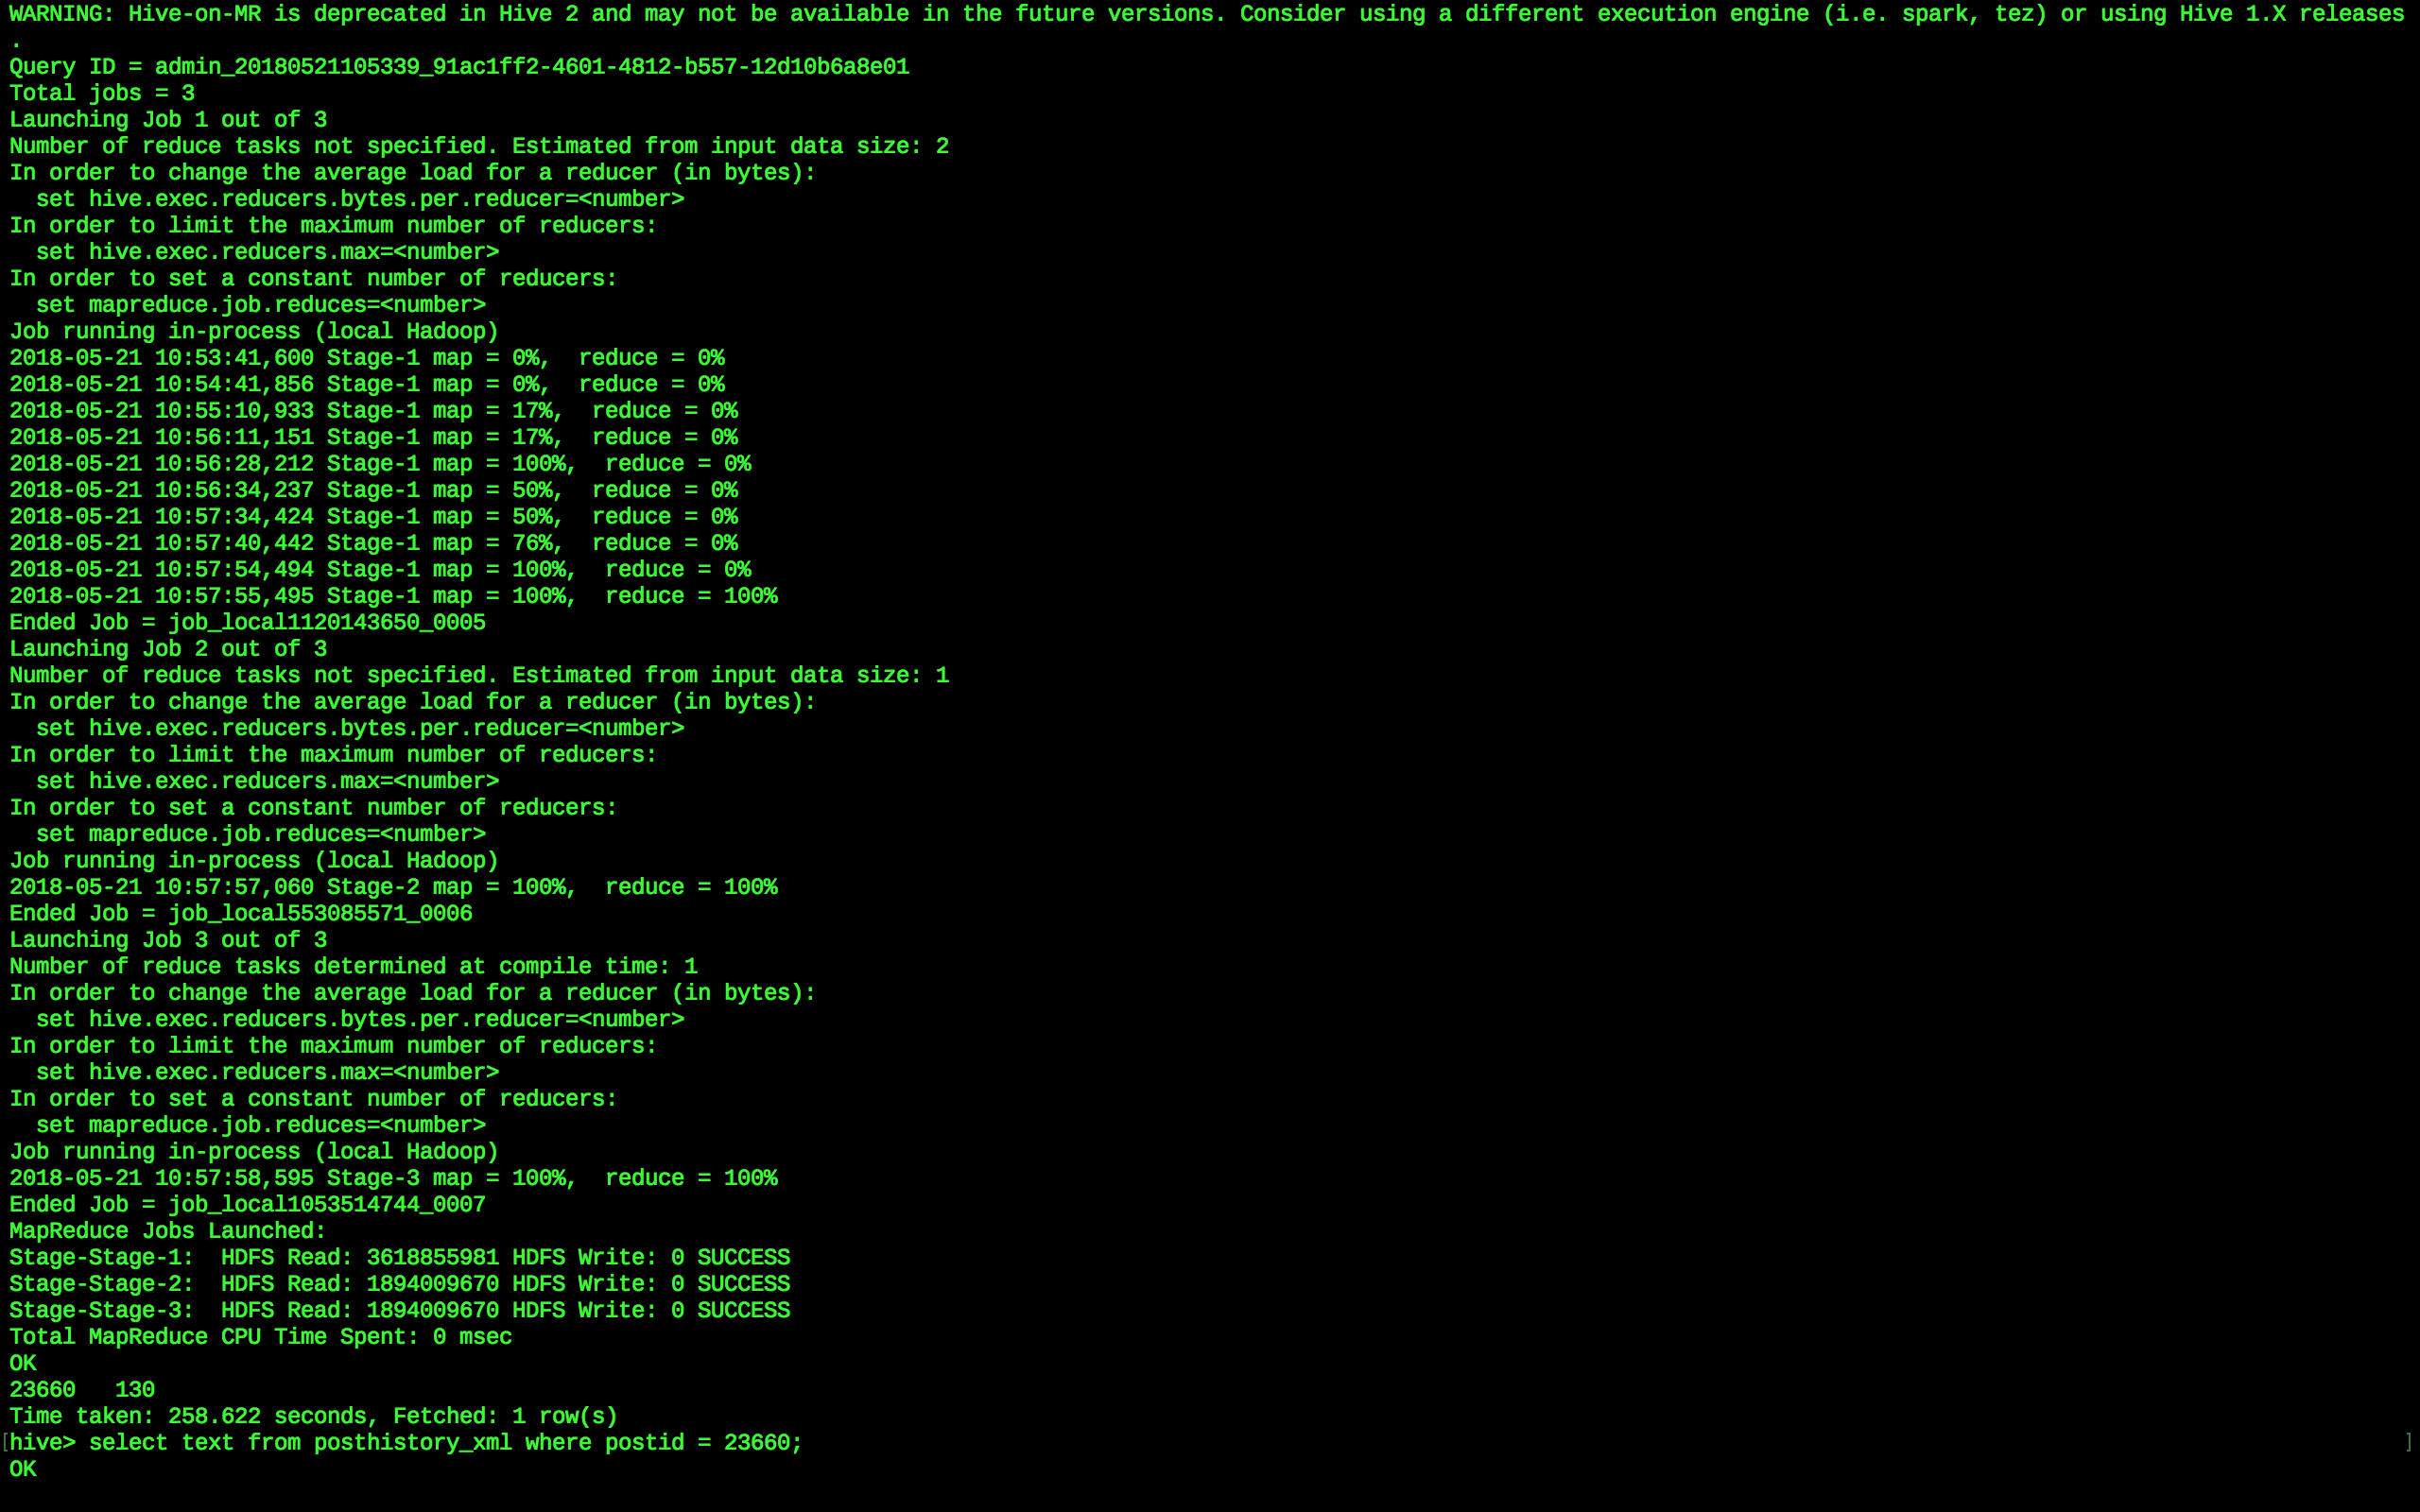 WARNING: Hive-on-MR is deprecated in Hive 2 and may not be available in the future versions. Consider using a different execution engine (i.e. spark, tez) or using Hive 1.X releases
.
Query ID = admin_20180521105339_91ac1ff2-4601-4812-b557-12d10b6a8e01
Total jobs = 3
Launching Job 1 out of 3
Number of reduce tasks not specified. Estimated from input data size: 2
In order to change the average load for a reducer (in bytes):
  set hive.exec.reducers.bytes.per.reducer=<number>
In order to limit the maximum number of reducers:
  set hive.exec.reducers.max=<number>
In order to set a constant number of reducers:
  set mapreduce.job.reduces=<number>
Job running in-process (local Hadoop)
2018-05-21 10:53:41,600 Stage-1 map = 0%,  reduce = 0%
2018-05-21 10:54:41,856 Stage-1 map = 0%,  reduce = 0%
2018-05-21 10:55:10,933 Stage-1 map = 17%,  reduce = 0%
2018-05-21 10:56:11,151 Stage-1 map = 17%,  reduce = 0%
2018-05-21 10:56:28,212 Stage-1 map = 100%,  reduce = 0%
2018-05-21 10:56:34,237 Stage-1 map = 50%,  reduce = 0%
2018-05-21 10:57:34,424 Stage-1 map = 50%,  reduce = 0%
2018-05-21 10:57:40,442 Stage-1 map = 76%,  reduce = 0%
2018-05-21 10:57:54,494 Stage-1 map = 100%,  reduce = 0%
2018-05-21 10:57:55,495 Stage-1 map = 100%,  reduce = 100%
Ended Job = job_local1120143650_0005
Launching Job 2 out of 3
Number of reduce tasks not specified. Estimated from input data size: 1
In order to change the average load for a reducer (in bytes):
  set hive.exec.reducers.bytes.per.reducer=<number>
In order to limit the maximum number of reducers:
  set hive.exec.reducers.max=<number>
In order to set a constant number of reducers:
  set mapreduce.job.reduces=<number>
Job running in-process (local Hadoop)
2018-05-21 10:57:57,060 Stage-2 map = 100%,  reduce = 100%
Ended Job = job_local553085571_0006
Launching Job 3 out of 3
Number of reduce tasks determined at compile time: 1
In order to change the average load for a reducer (in bytes):
  set hive.exec.reducers.bytes.per.reducer=<number>
In order to limit the maximum number of reducers:
  set hive.exec.reducers.max=<number>
In order to set a constant number of reducers:
  set mapreduce.job.reduces=<number>
Job running in-process (local Hadoop)
2018-05-21 10:57:58,595 Stage-3 map = 100%,  reduce = 100%
Ended Job = job_local1053514744_0007
MapReduce Jobs Launched:
Stage-Stage-1:  HDFS Read: 3618855981 HDFS Write: 0 SUCCESS
Stage-Stage-2:  HDFS Read: 1894009670 HDFS Write: 0 SUCCESS
Stage-Stage-3:  HDFS Read: 1894009670 HDFS Write: 0 SUCCESS
Total MapReduce CPU Time Spent: 0 msec
OK
23660   130
Time taken: 258.622 seconds, Fetched: 1 row(s)
[hive> select text from posthistory_xml where postid = 23660; ]
OK